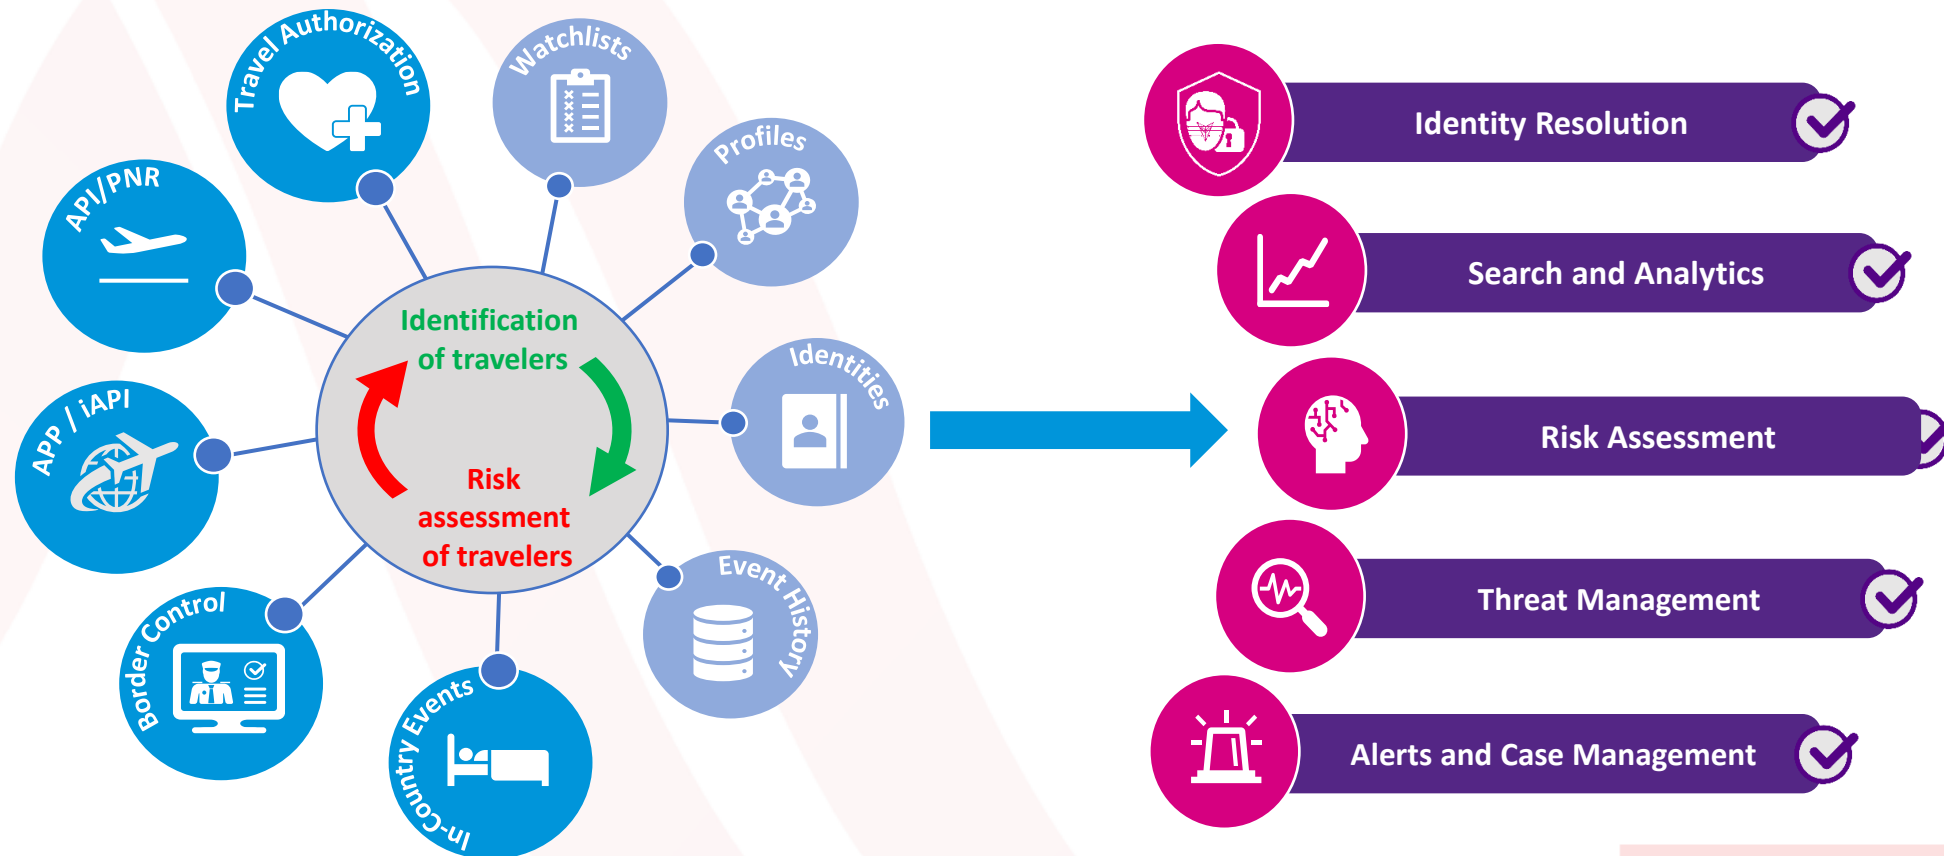 Travel Authorization
Watchlists
Profiles
API/PNR
Identities
APP / iAPI
Event History
Border Control
In-Country Events
Identification
of travelers
Risk
assessment
of travelers
Identity Resolution
Search and Analytics
Risk Assessment
Threat Management
Alerts and Case Management